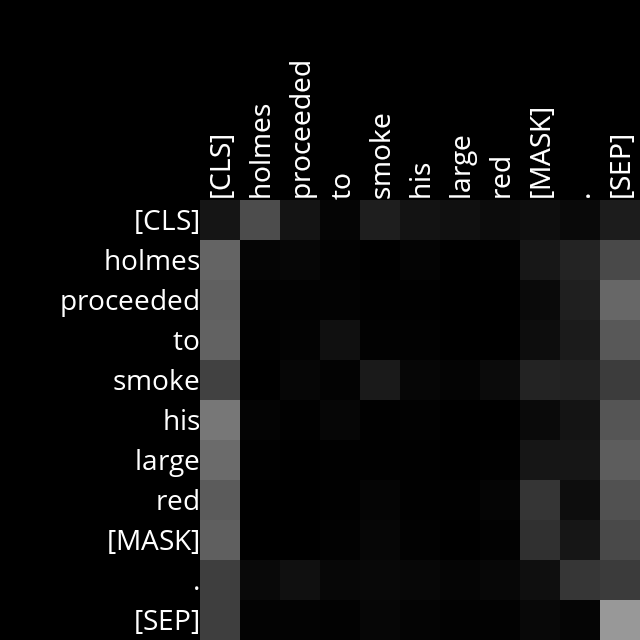 [CLS]
holmes
proceeded
to
smoke
his
large
red
[MASK]
.
[SEP]
[CLS]
holmes
proceeded
to
smoke
his
large
red
[MASK]
.
[SEP]